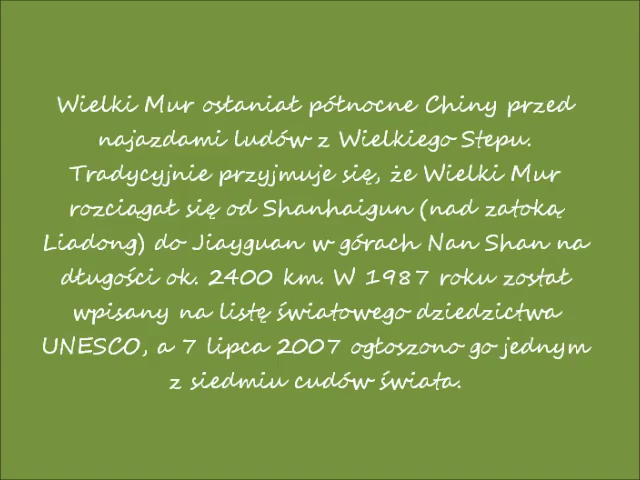 Wielki Mur osłaniał północne Chiny przed
najazdami ludów z Wielkiego Stepu.
Tradycyjnie przyjmuje się, że Wielki Mur
rozciągał się od Shanhaigun (nad zatoką
Liadong) do Jiayguan w górach Nan Shan na
długości ok. 2400 km. W 1987 roku został
wpisany na listę światowego dziedzictwa
UNESCO, a 7 lipca 2007 ogłoszono go jednym
z siedmiu cudów świata.